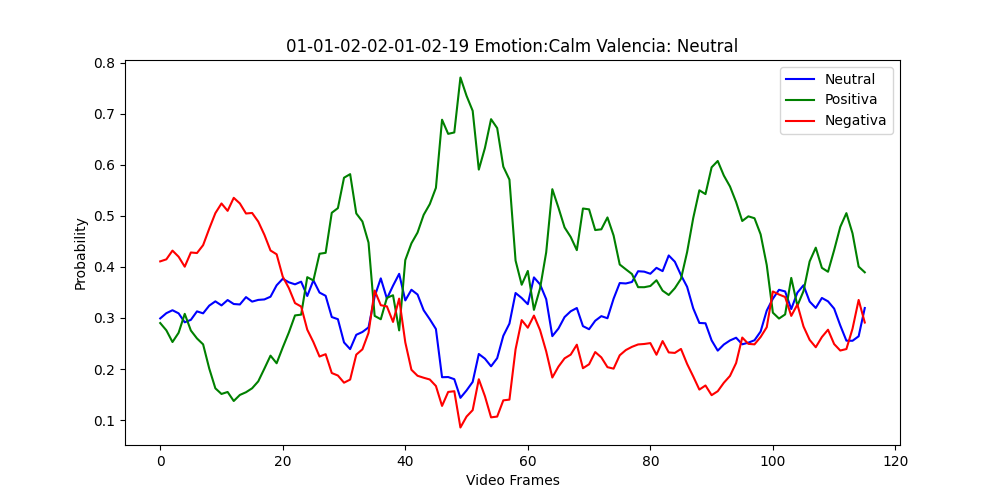 01-01-02-02-01-02-19 Emotion:Calm Valencia: Neutral
Neutral
Positiva
Negativa
Probability
0.8
0.7
0.6
0.5
0.4
0.3
0.2
0.1
0 20 40 60 80 100 120
Video Frames